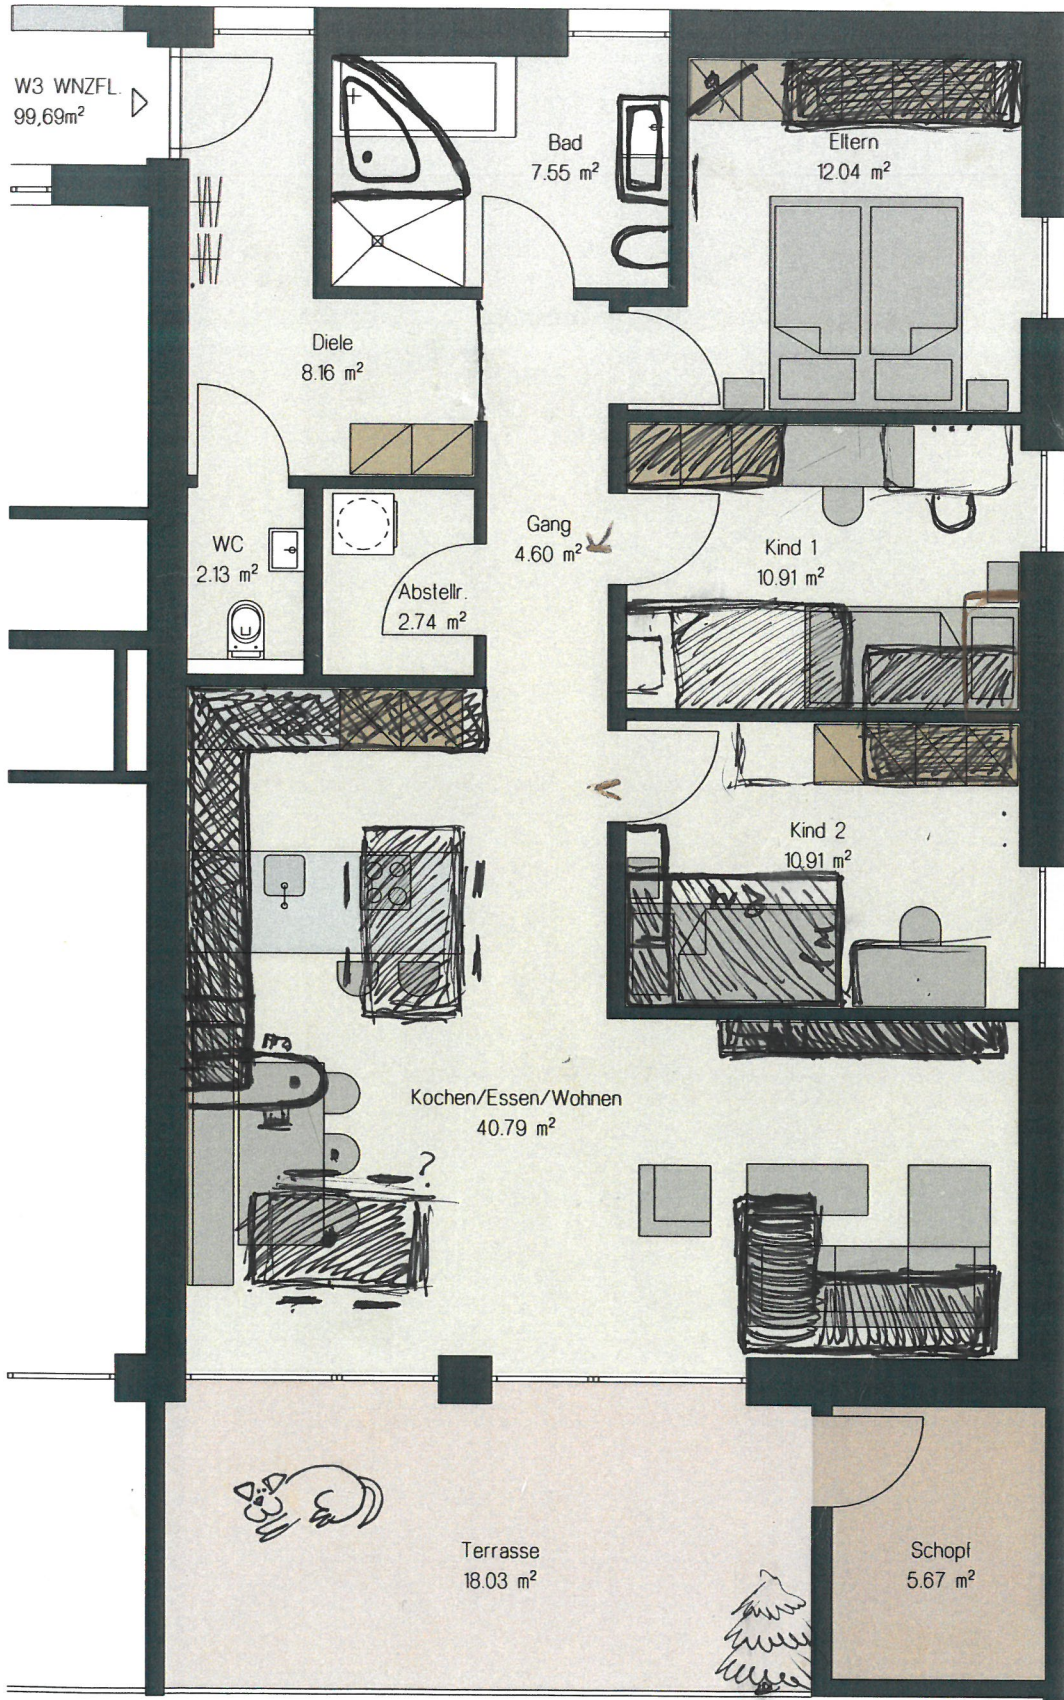 W3 WNZFL.
99,69m²
Bad
7.55 m²
Eltern
12.04 m²
Diele
8.16 m²
Gang
4.60 m²
Kind 1
10.91 m²
WC
2.13 m²
Abstellr.
2.74 m²
Kind 2
10.91 m²
Kochen/Essen/Wohnen
40.79 m²
?
Terrasse
18.03 m²
Schopf
5.67 m²